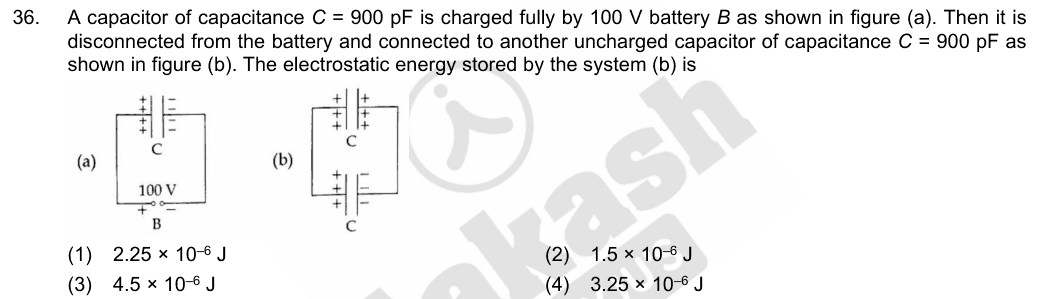 36. A capacitor of capacitance C = 900 pF is charged fully by 100 V battery B as shown in figure (a). Then it is
disconnected from the battery and connected to another uncharged capacitor of capacitance C = 900 pF as
shown in figure (b). The electrostatic energy stored by the system (b) is
(a)
+ + + + – – – –
C
100 V
+ –
B
(b)
+ + + + + +
C
+ + + – – –
C
(1) 2.25 × 10⁻⁶ J (2) 1.5 × 10⁻⁶ J
(3) 4.5 × 10⁻⁶ J (4) 3.25 × 10⁻⁶ J